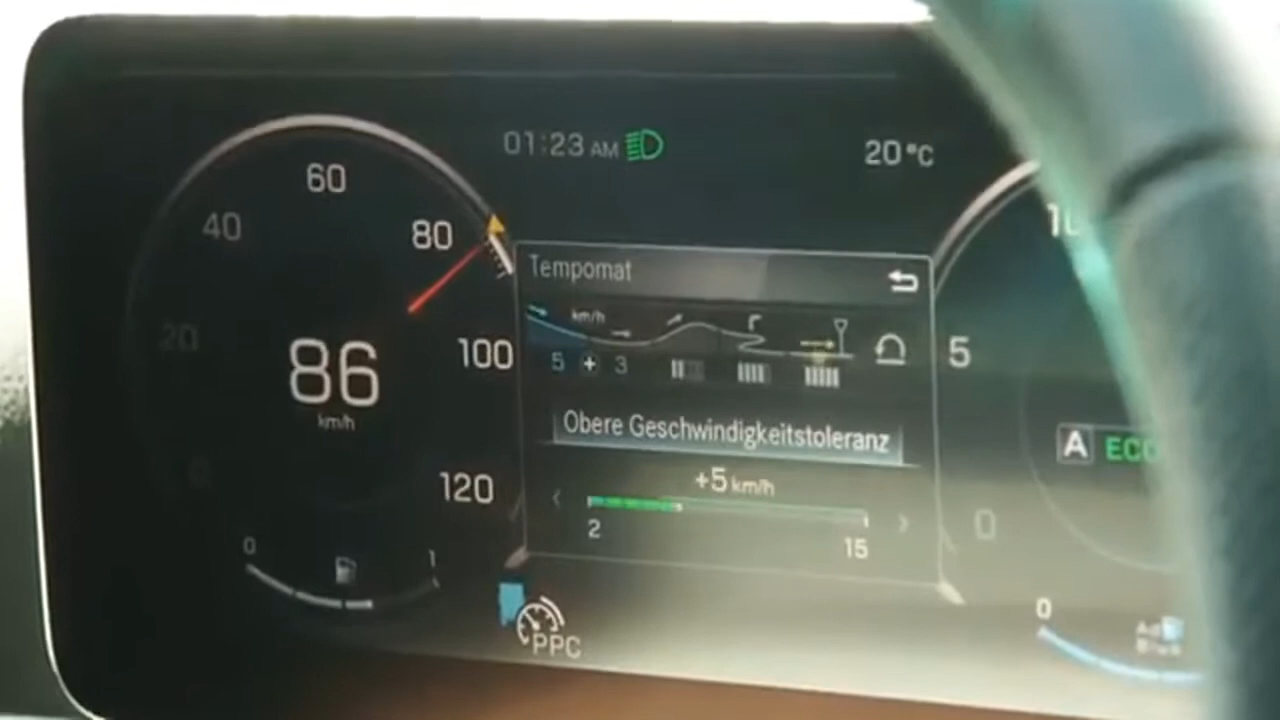 01:23 AM
20°C
60
40
80
20
86
km/h
100
120
0
1
Tempomat
km/h
5 + 3
Obere Geschwindigkeitstoleranz
+5 km/h
2
15
PPC
5
A ECO
0
0